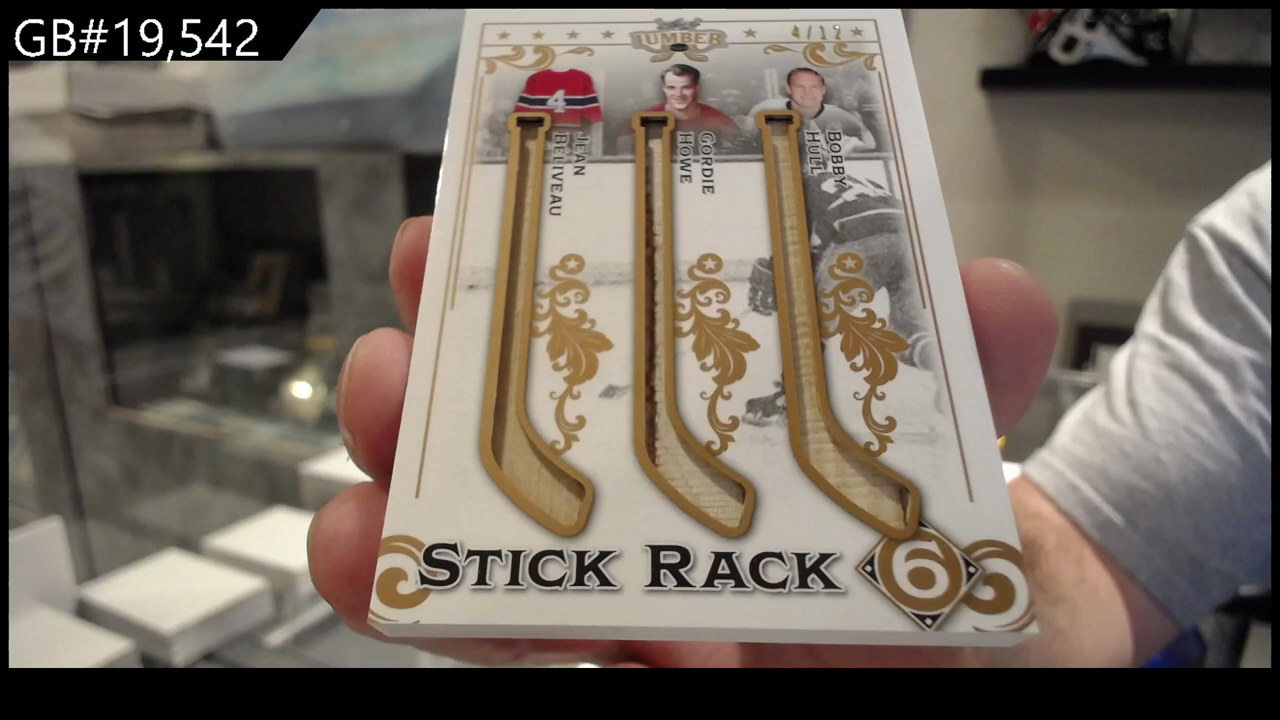 GB#19,542
LUMBER
4/12
4
JEAN
BELIVEAU
GORDIE
HOWE
BOBBY
HULL
STICK RACK
6